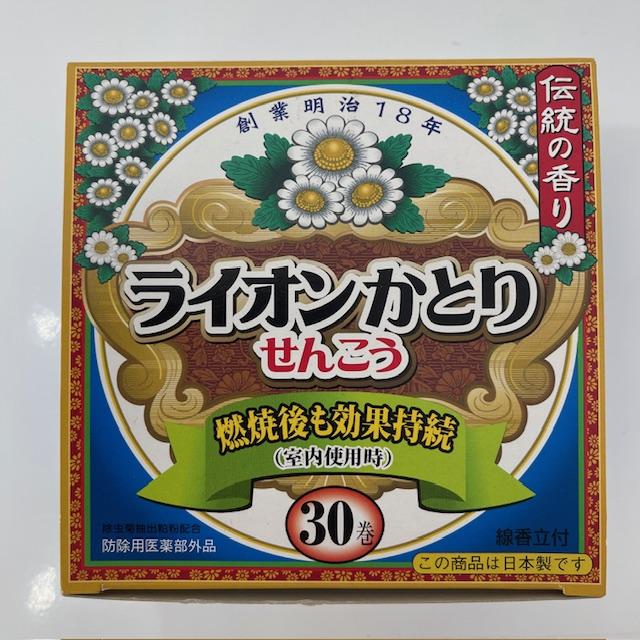 創業明治18年
伝統の香り
ライオンかとり
せんこう
燃焼後も効果持続
(室内使用時)
30巻
除虫菊抽出粕粉配合
防除用医薬部外品
線香立付
この商品は日本製です